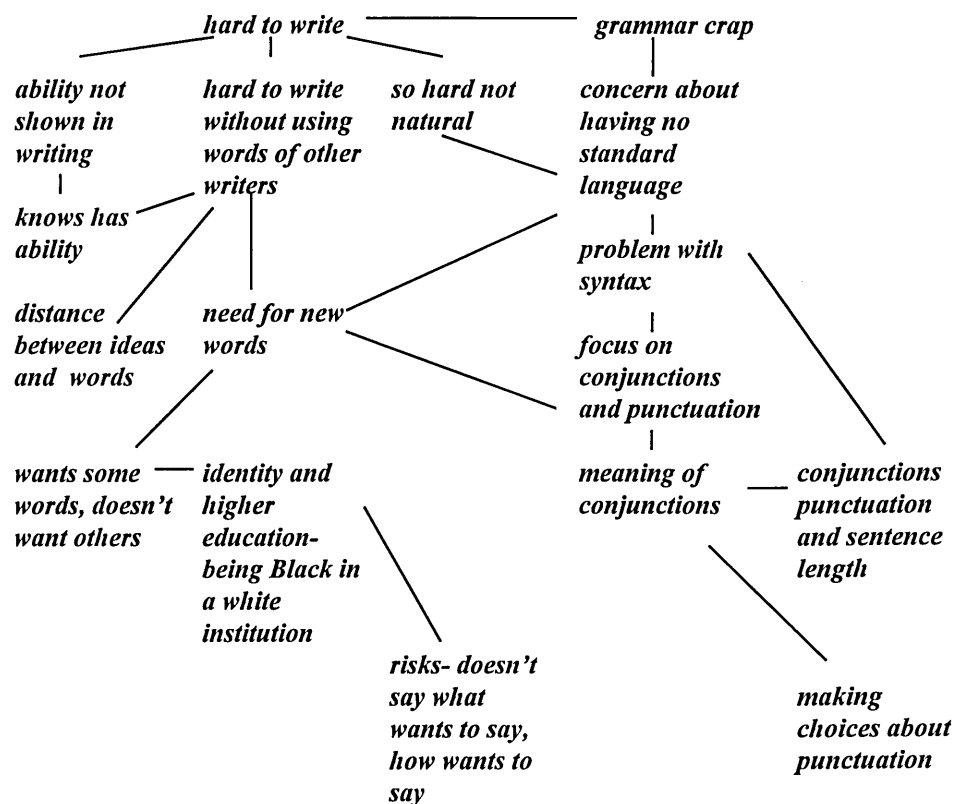 hard to write
grammar crap
ability not
shown in
writing
hard to write
without using
words of other
writers
so hard not
natural
concern about
having no
standard
language
knows has
ability
problem with
syntax
distance
between ideas
and words
need for new
words
focus on
conjunctions
and punctuation
wants some
words, doesn't
want others
identity and
higher
education-
being Black in
a white
institution
meaning of
conjunctions
conjunctions
punctuation
and sentence
length
risks- doesn't
say what
wants to say,
how wants to
say
making
choices about
punctuation